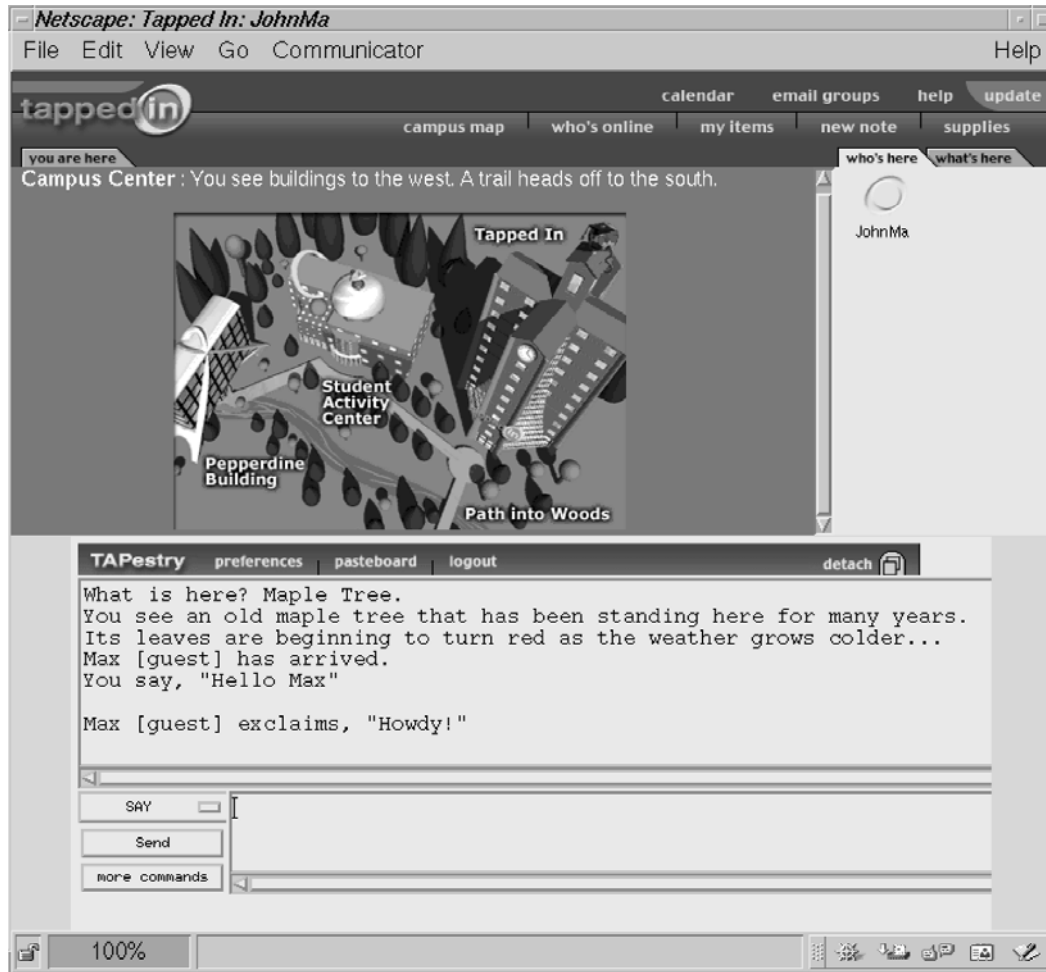 Netscape: Tapped In: JohnMa
File Edit View Go Communicator Help
tapped in
calendar email groups help update
campus map who's online my items new note supplies
you are here who's here what's here
Campus Center : You see buildings to the west. A trail heads off to the south.
JohnMa
Tapped In
Student
Activity
Center
Pepperdine
Building
Path into Woods
TAPestry preferences pasteboard logout detach
What is here? Maple Tree.
You see an old maple tree that has been standing here for many years.
Its leaves are beginning to turn red as the weather grows colder...
Max [guest] has arrived.
You say, "Hello Max"
Max [guest] exclaims, "Howdy!"
SAY
Send
more commands
100%